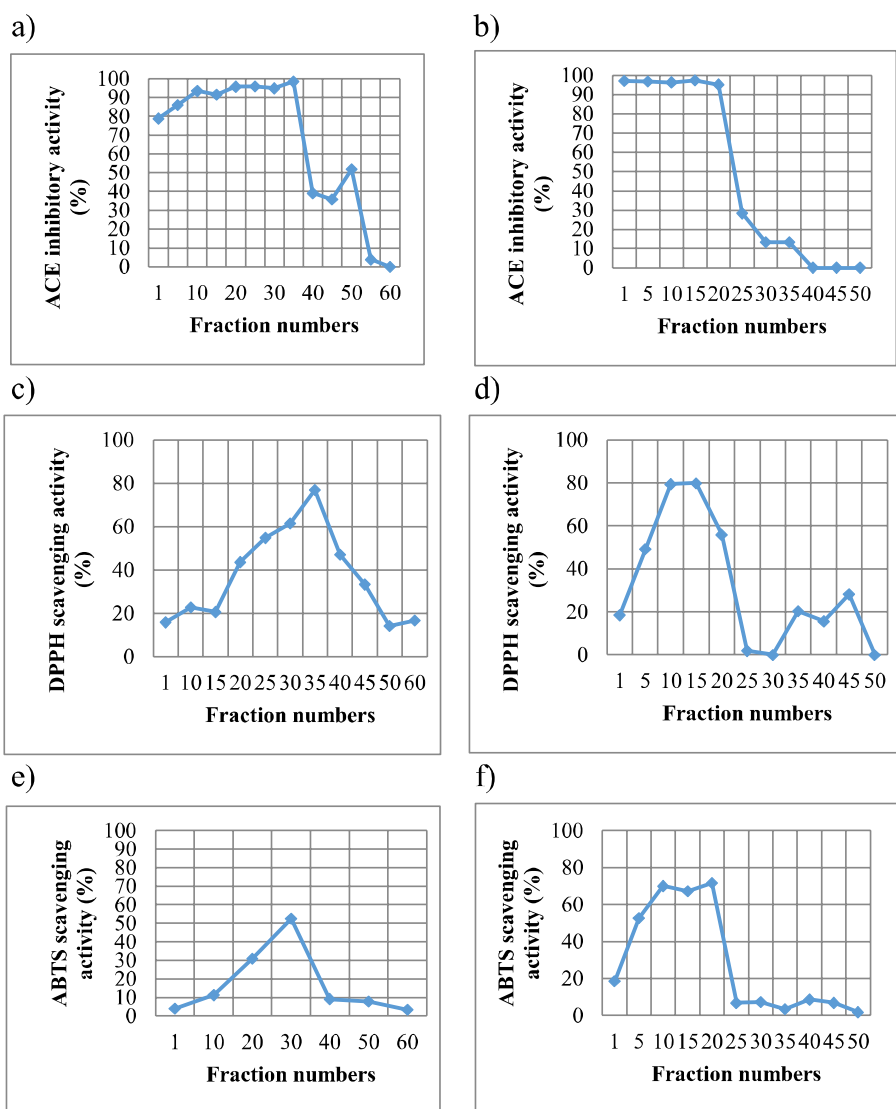 a)
ACE inhibitory activity
(%)
100
90
80
70
60
50
40
30
20
10
0
1 10 20 30 40 50 60
Fraction numbers
b)
ACE inhibitory activity
(%)
100
90
80
70
60
50
40
30
20
10
0
1 5 10 15 20 25 30 35 40 45 50
Fraction numbers
c)
DPPH scavenging activity
(%)
100
80
60
40
20
0
1 10 15 20 25 30 35 40 45 50 60
Fraction numbers
d)
DPPH scavenging activity
(%)
100
80
60
40
20
0
1 5 10 15 20 25 30 35 40 45 50
Fraction numbers
e)
ABTS scavenging
activity (%)
100
90
80
70
60
50
40
30
20
10
0
1 10 20 30 40 50 60
Fraction numbers
f)
ABTS scavenging
activity (%)
100
80
60
40
20
0
1 5 10 15 20 25 30 35 40 45 50
Fraction numbers